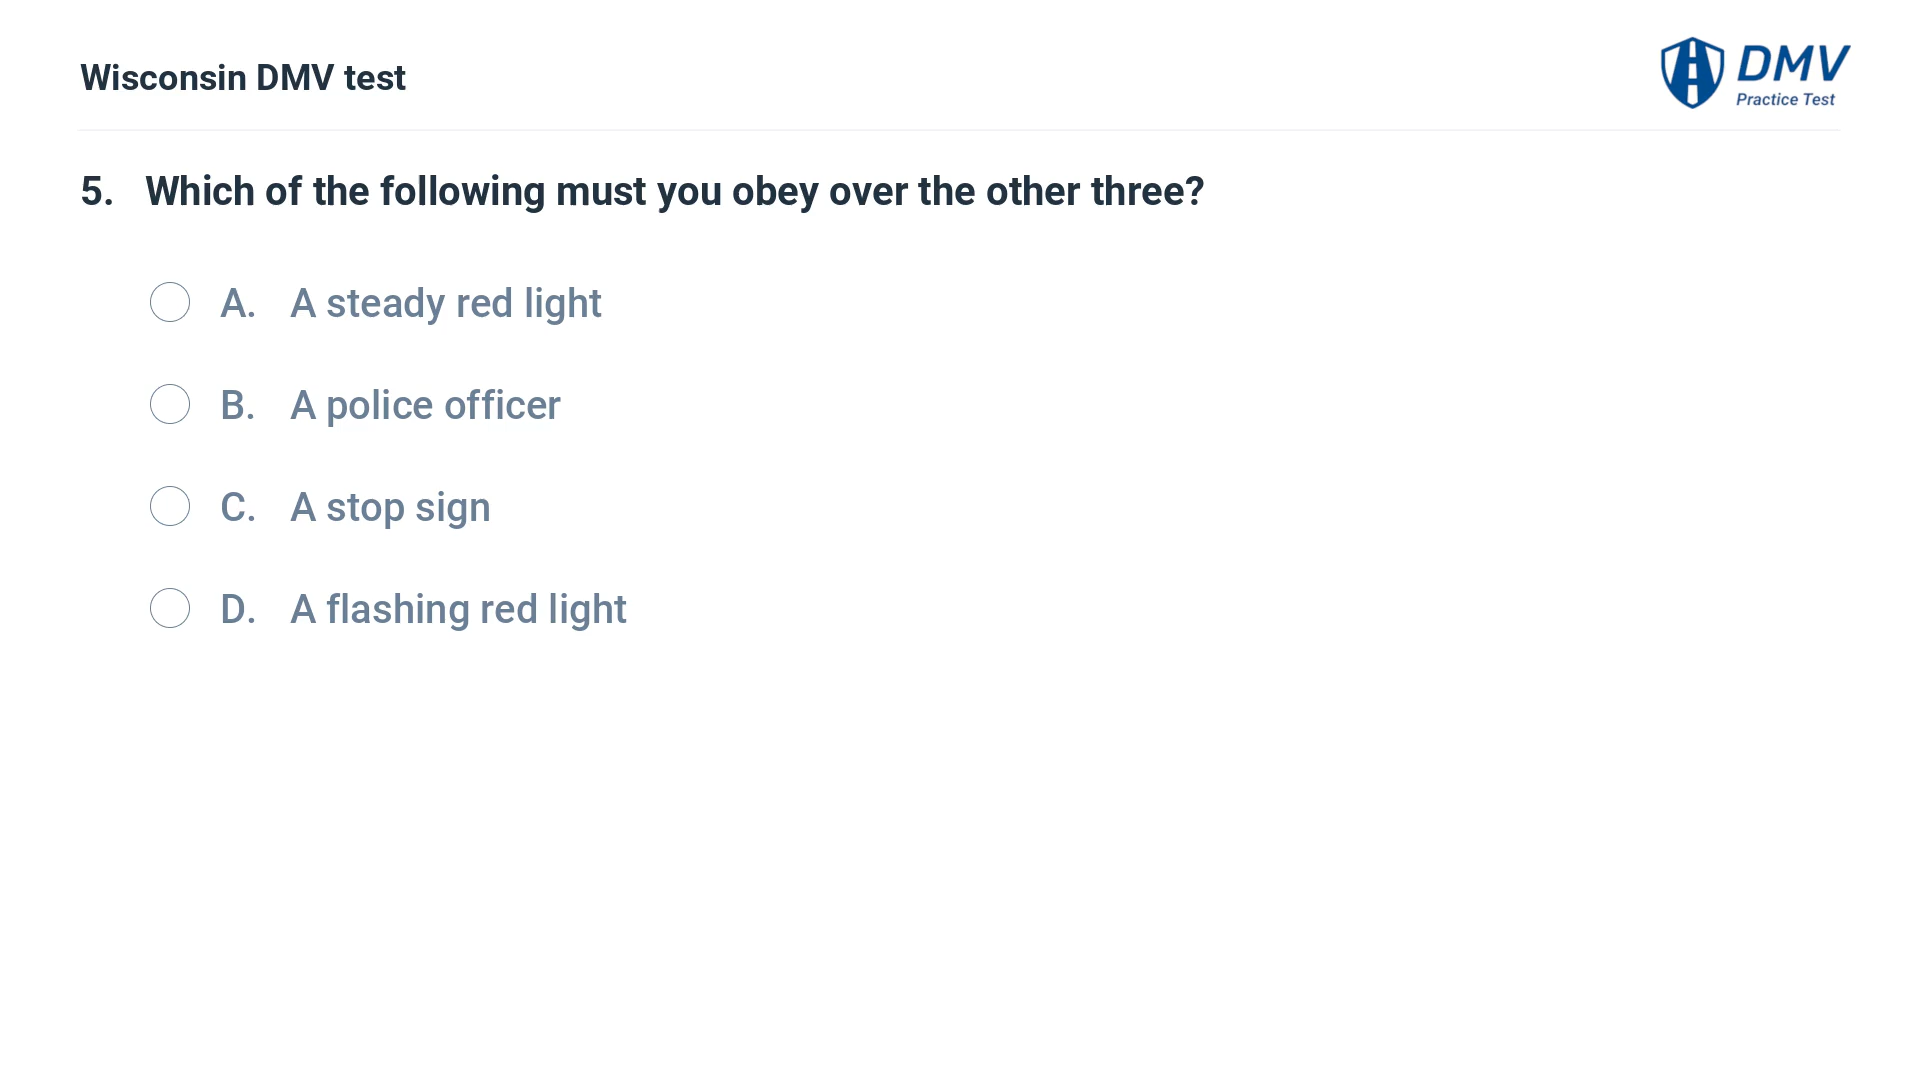 Wisconsin DMV test
DMV
Practice Test
5. Which of the following must you obey over the other three?
A. A steady red light
B. A police officer
C. A stop sign
D. A flashing red light